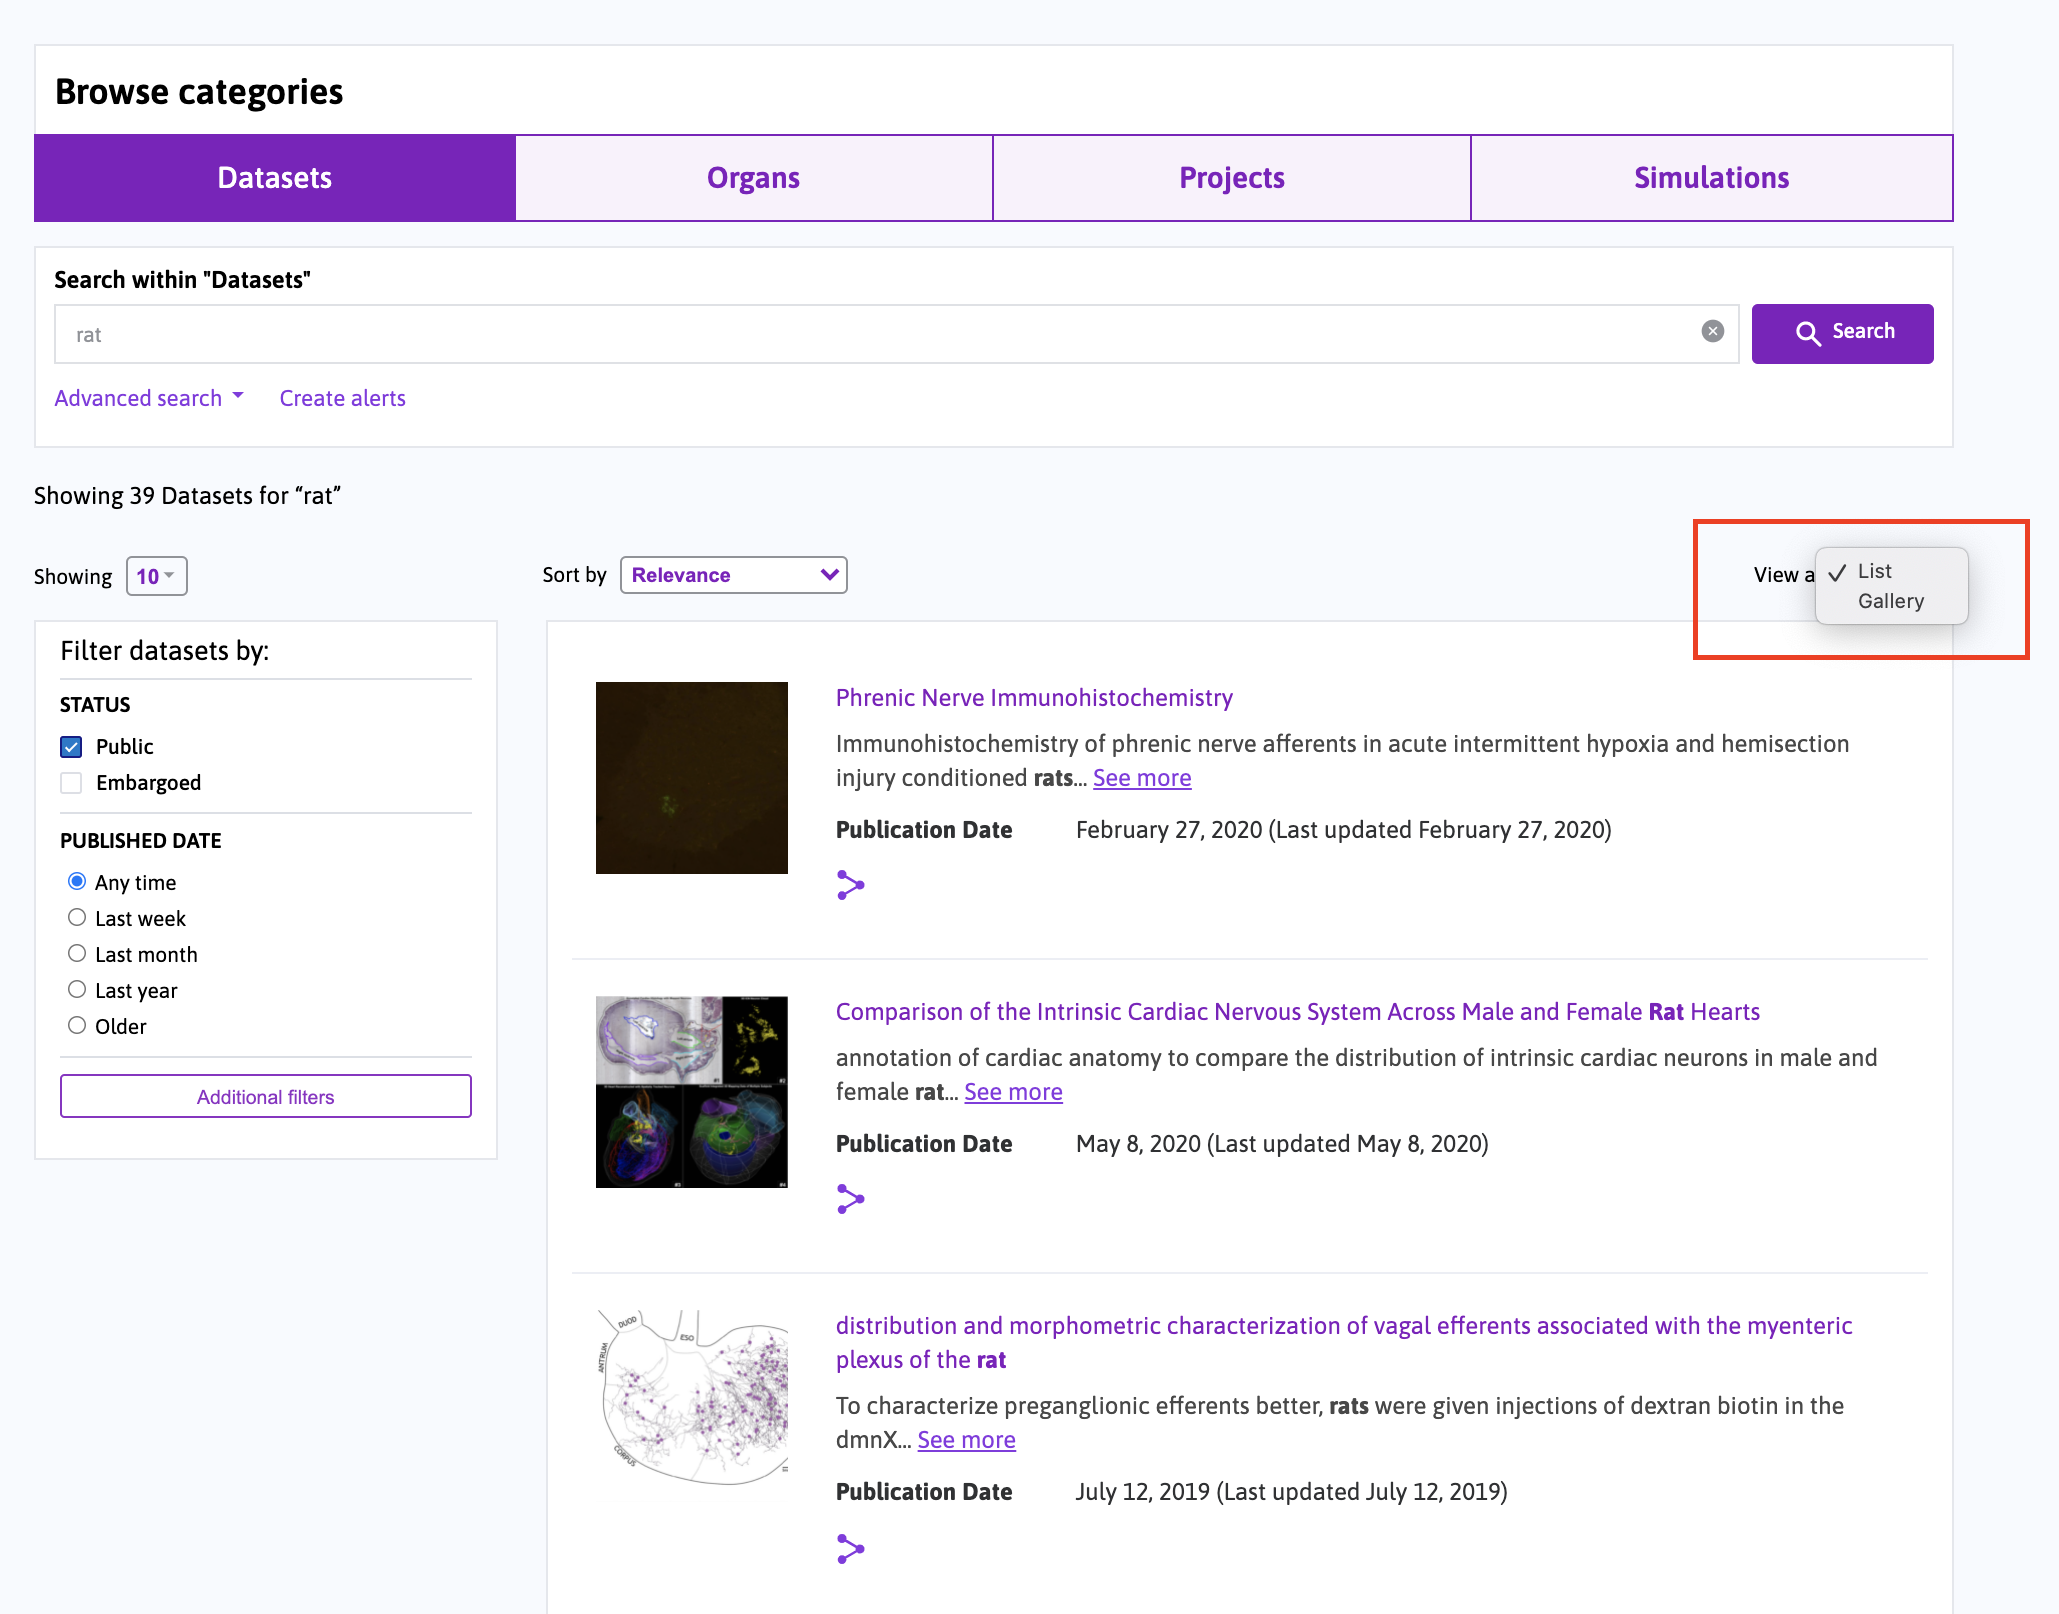 Browse categories
Datasets
Organs
Projects
Simulations
Search within "Datasets"
rat
Search
Advanced search
Create alerts
Showing 39 Datasets for “rat”
Showing
10
Sort by
Relevance
View a
List
Gallery
Filter datasets by:
STATUS
Public
Embargoed
PUBLISHED DATE
Any time
Last week
Last month
Last year
Older
Additional filters
Phrenic Nerve Immunohistochemistry
Immunohistochemistry of phrenic nerve afferents in acute intermittent hypoxia and hemisection
injury conditioned rats... See more
Publication Date February 27, 2020 (Last updated February 27, 2020)
Comparison of the Intrinsic Cardiac Nervous System Across Male and Female Rat Hearts
annotation of cardiac anatomy to compare the distribution of intrinsic cardiac neurons in male and
female rat... See more
Publication Date May 8, 2020 (Last updated May 8, 2020)
DUOD
ESO
ANTRUM
CORPUS
distribution and morphometric characterization of vagal efferents associated with the myenteric
plexus of the rat
To characterize preganglionic efferents better, rats were given injections of dextran biotin in the
dmnX... See more
Publication Date July 12, 2019 (Last updated July 12, 2019)